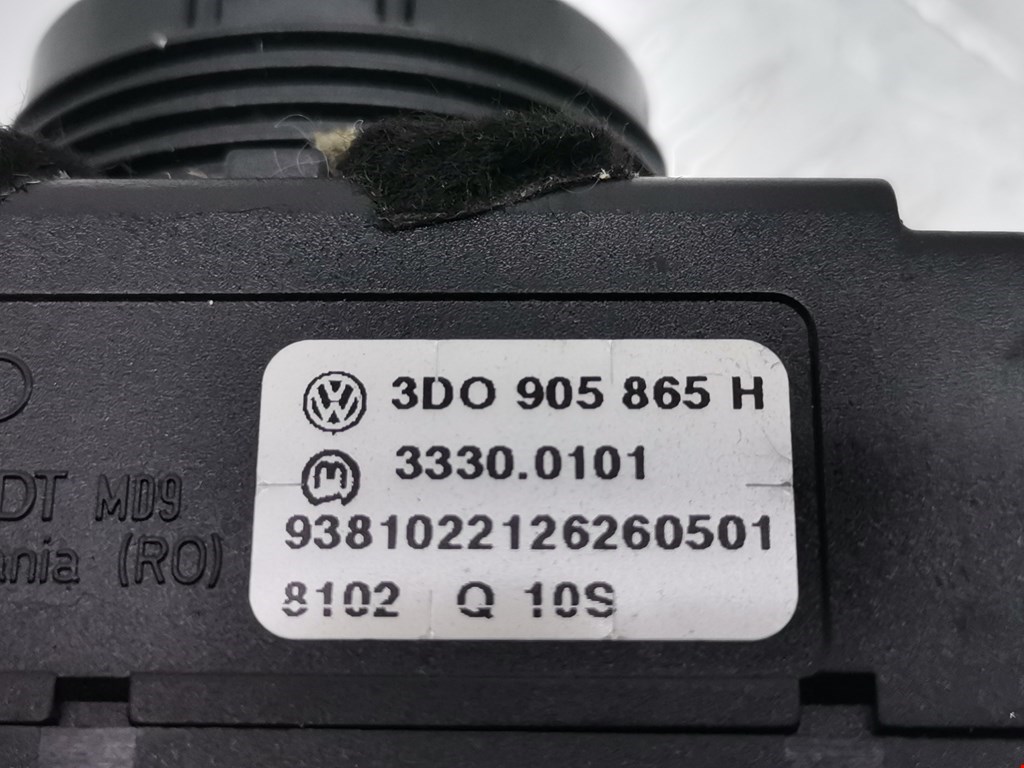 3D0 905 865 H
3330.0101
9381022126260501
8102 Q 10S
DT MD9
ania (RO)